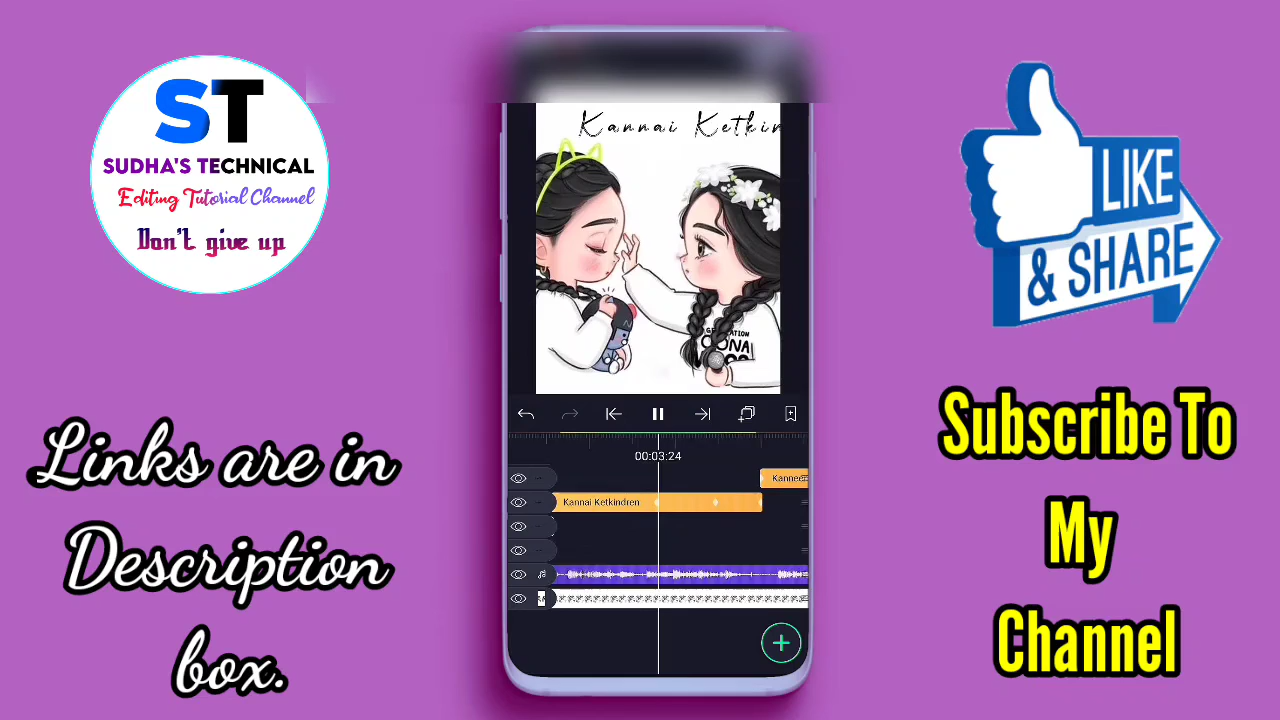 ST
SUDHA'S TECHNICAL
Editing Tutorial Channel
Don't give up
Links are in
Description
box.
Kannai Ketkin
00:03:24
Kannec
Kannai Ketkindren
LIKE
& SHARE
Subscribe To
My
Channel